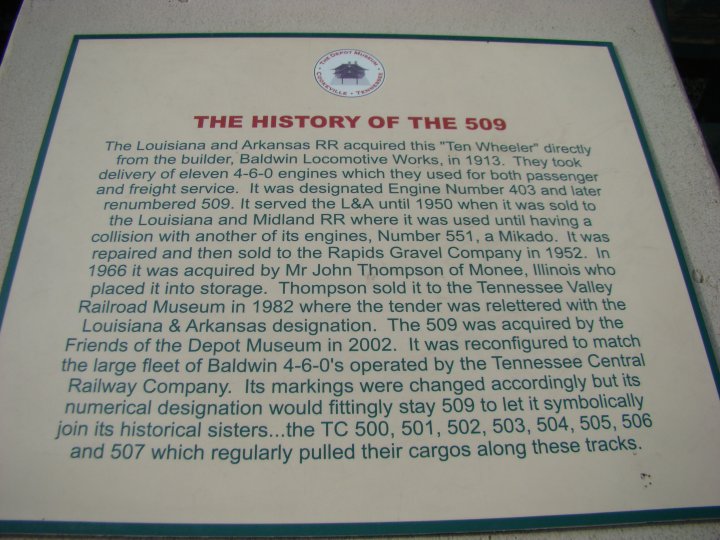 THE DEPOT MUSEUM
COOKEVILLE • TENNESSEE
THE HISTORY OF THE 509
The Louisiana and Arkansas RR acquired this "Ten Wheeler" directly
from the builder, Baldwin Locomotive Works, in 1913. They took
delivery of eleven 4-6-0 engines which they used for both passenger
and freight service. It was designated Engine Number 403 and later
renumbered 509. It served the L&A until 1950 when it was sold to
the Louisiana and Midland RR where it was used until having a
collision with another of its engines, Number 551, a Mikado. It was
repaired and then sold to the Rapids Gravel Company in 1952. In
1966 it was acquired by Mr John Thompson of Monee, Illinois who
placed it into storage. Thompson sold it to the Tennessee Valley
Railroad Museum in 1982 where the tender was relettered with the
Louisiana & Arkansas designation. The 509 was acquired by the
Friends of the Depot Museum in 2002. It was reconfigured to match
the large fleet of Baldwin 4-6-0's operated by the Tennessee Central
Railway Company. Its markings were changed accordingly but its
numerical designation would fittingly stay 509 to let it symbolically
join its historical sisters...the TC 500, 501, 502, 503, 504, 505, 506
and 507 which regularly pulled their cargos along these tracks.